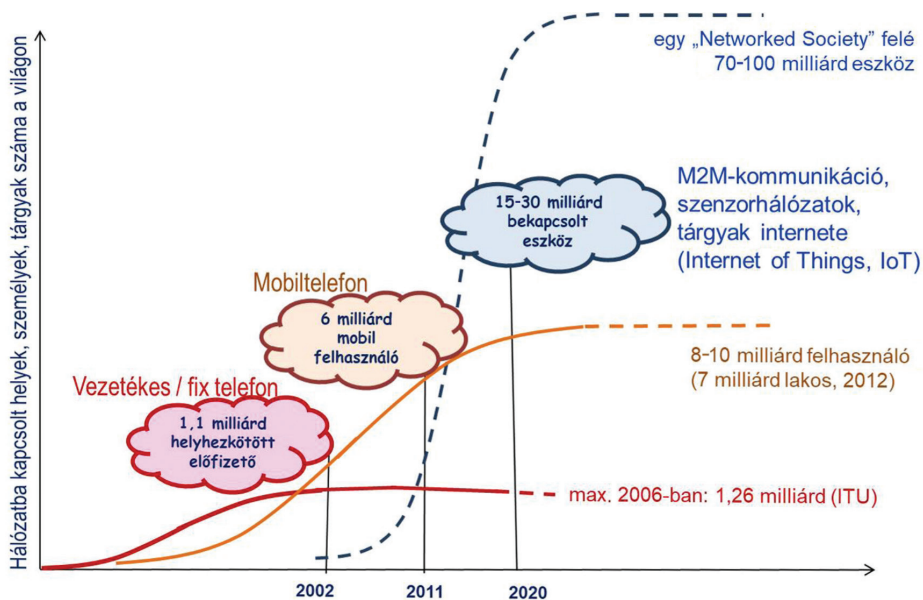 Hálózatba kapcsolt helyek, személyek, tárgyak száma a világon
egy „Networked Society” felé
70-100 milliárd eszköz
15-30 milliárd
bekapcsolt
eszköz
M2M-kommunikáció,
szenzorhálózatok,
tárgyak internete
(Internet of Things, IoT)
Mobiltelefon
6 milliárd
mobil
felhasználó
8-10 milliárd felhasználó
(7 milliárd lakos, 2012)
Vezetékes / fix telefon
1,1 milliárd
helyhezkötött
előfizető
max. 2006-ban: 1,26 milliárd (ITU)
2002
2011
2020